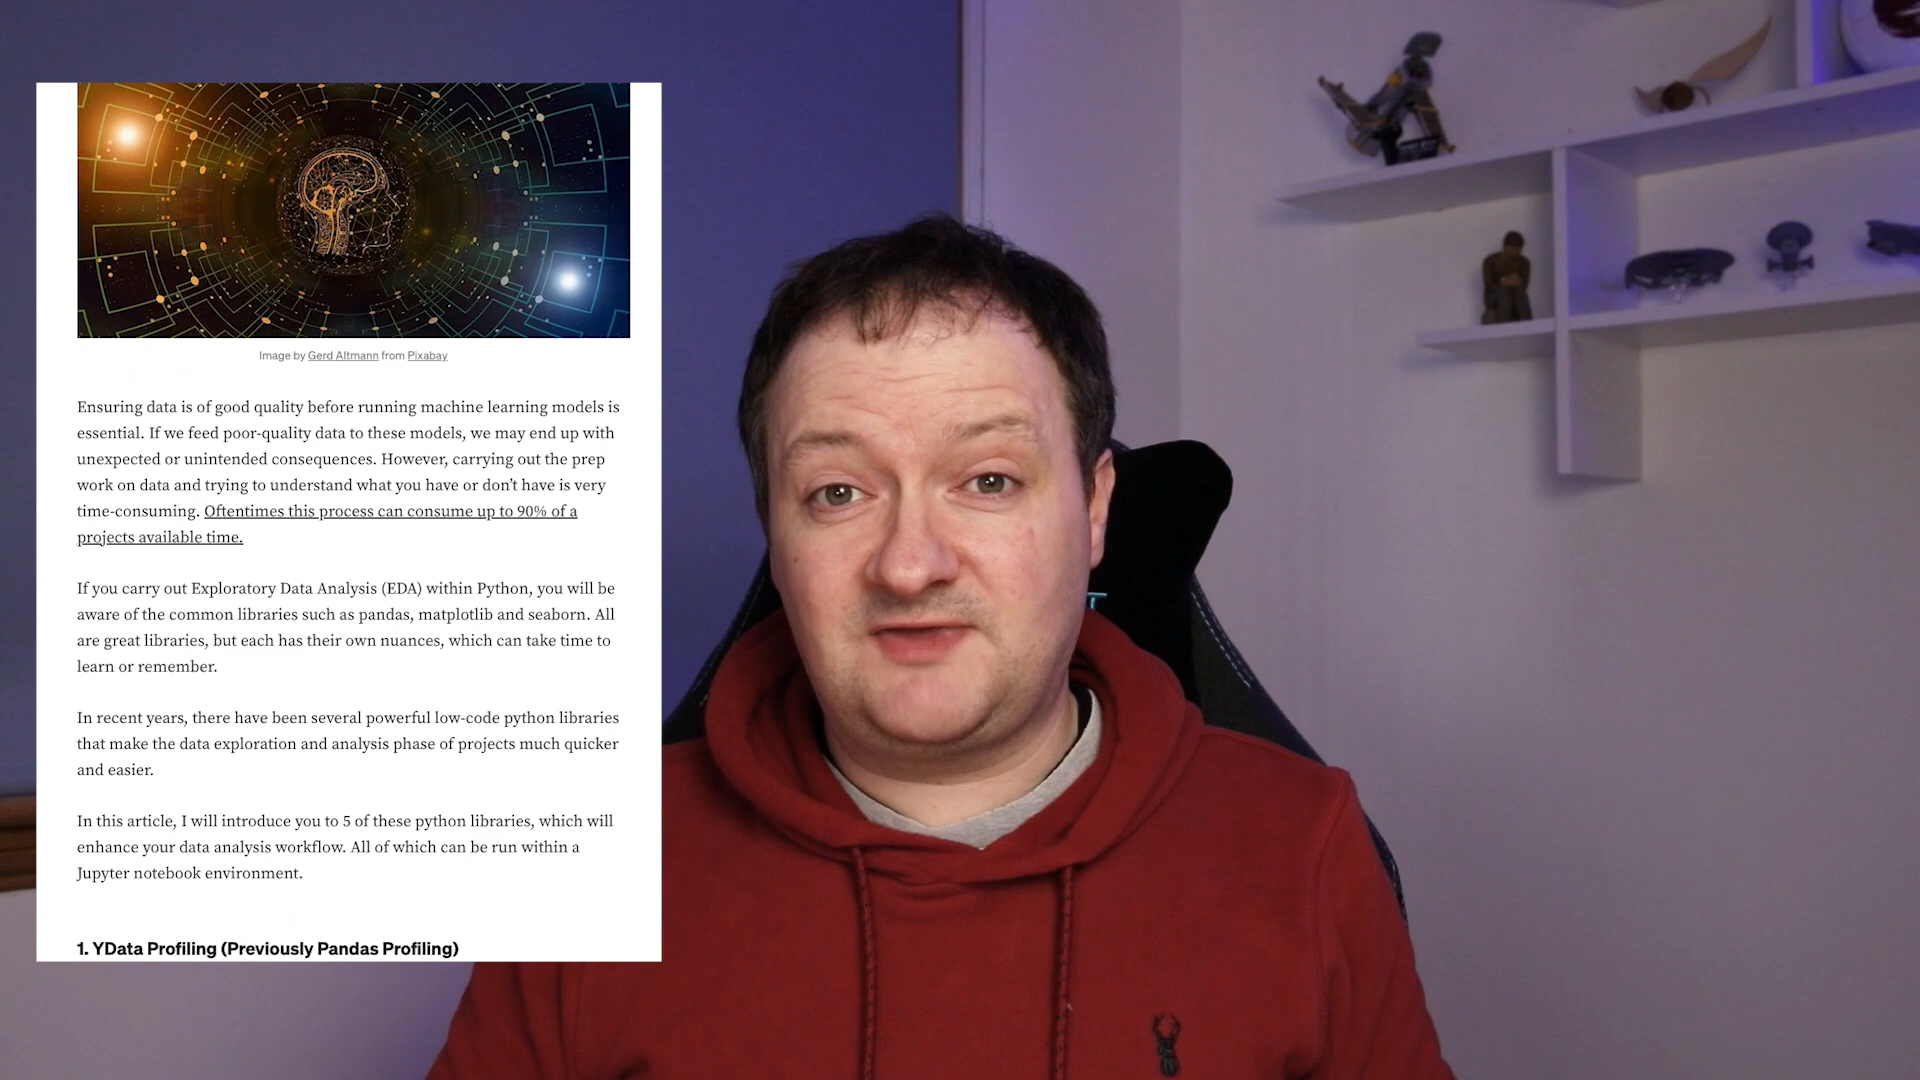 Image by Gerd Altmann from Pixabay
Ensuring data is of good quality before running machine learning models is
essential. If we feed poor-quality data to these models, we may end up with
unexpected or unintended consequences. However, carrying out the prep
work on data and trying to understand what you have or don’t have is very
time-consuming. Oftentimes this process can consume up to 90% of a
projects available time.
If you carry out Exploratory Data Analysis (EDA) within Python, you will be
aware of the common libraries such as pandas, matplotlib and seaborn. All
are great libraries, but each has their own nuances, which can take time to
learn or remember.
In recent years, there have been several powerful low-code python libraries
that make the data exploration and analysis phase of projects much quicker
and easier.
In this article, I will introduce you to 5 of these python libraries, which will
enhance your data analysis workflow. All of which can be run within a
Jupyter notebook environment.
1. YData Profiling (Previously Pandas Profiling)